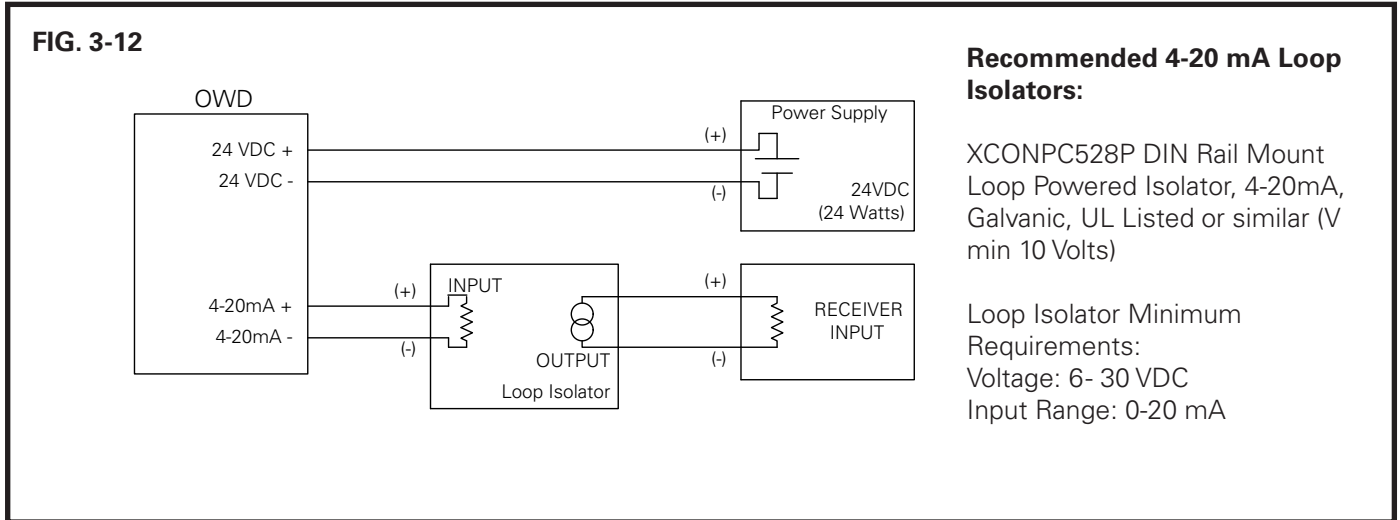 FIG. 3-12
OWD
24 VDC +
24 VDC -
(+)
(-)
Power Supply
24VDC
(24 Watts)
4-20mA +
4-20mA -
(+)
(-)
INPUT
OUTPUT
Loop Isolator
(+)
(-)
RECEIVER
INPUT
Recommended 4-20 mA Loop
Isolators:
XCONPC528P DIN Rail Mount
Loop Powered Isolator, 4-20mA,
Galvanic, UL Listed or similar (V
min 10 Volts)
Loop Isolator Minimum
Requirements:
Voltage: 6- 30 VDC
Input Range: 0-20 mA